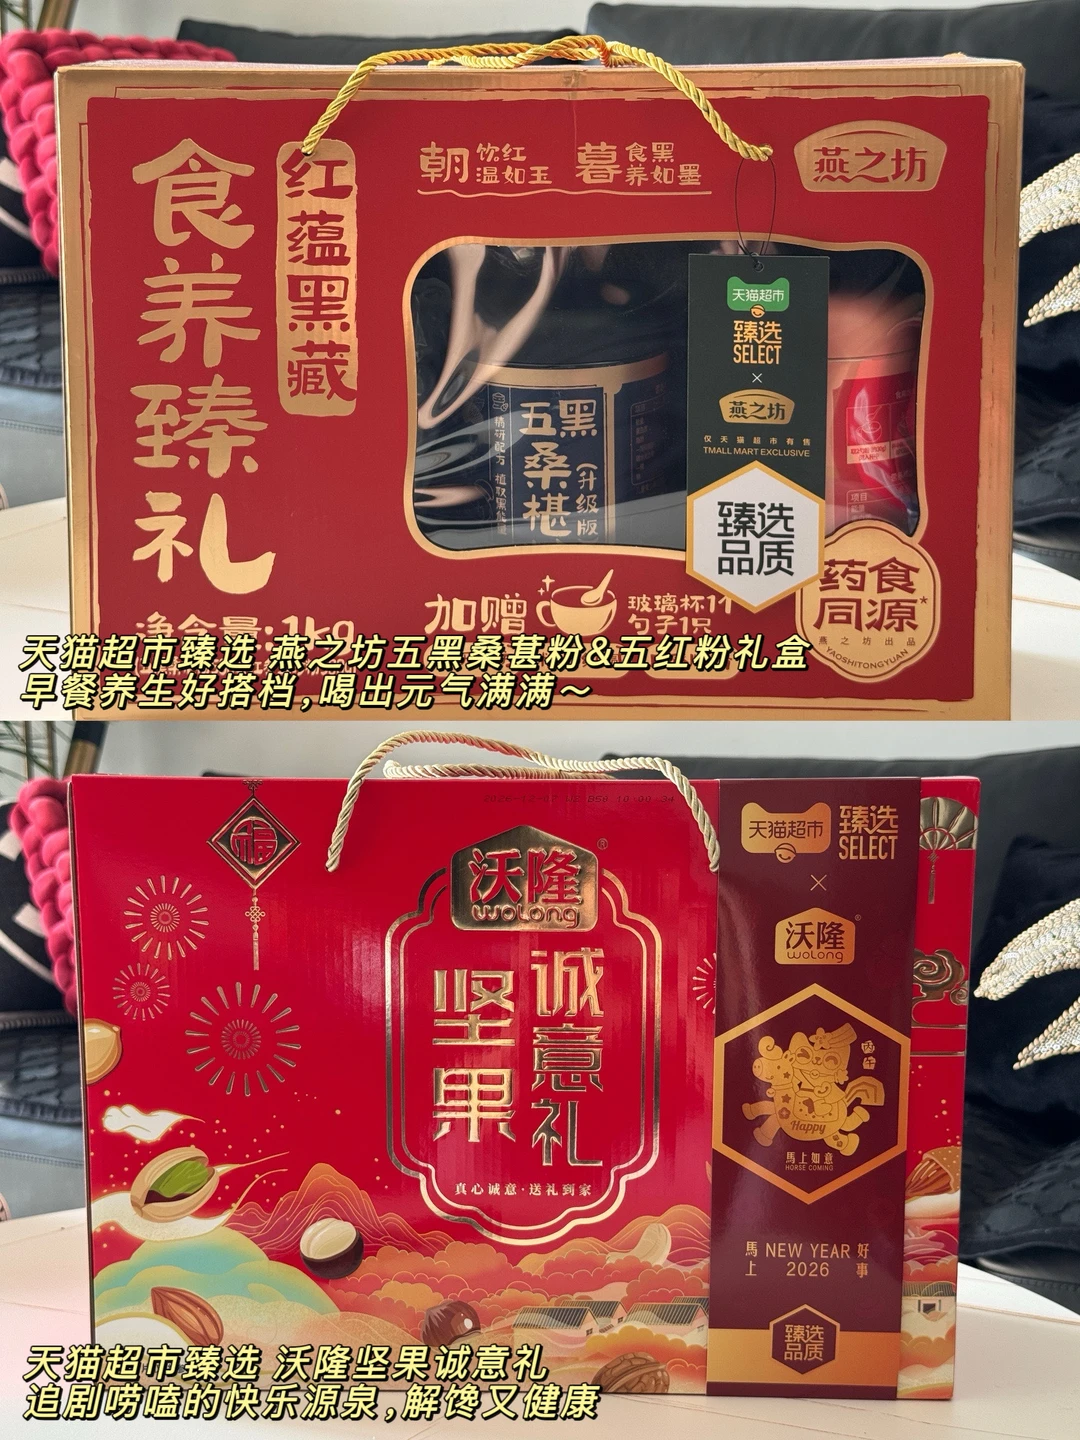 食养臻礼
红蕴黑藏
朝 饮红温如玉 暮 食黑养如墨
燕之坊
天猫超市
臻选
SELECT
×
燕之坊
仅天猫超市有售
TMALL MART EXCLUSIVE
臻选
品质
五黑桑椹
(升级版
药食
同源*
燕之坊出品
YAOSHITONGYUAN
加赠
玻璃杯1个
勺子1只
净含量:1kg
天猫超市臻选 燕之坊五黑桑葚粉&五红粉礼盒
早餐养生好搭档,喝出元气满满~
福
沃隆®
wolong
坚果
诚意礼
真心诚意·送礼到家
天猫超市 臻选
SELECT
×
沃隆®
wolong
丙午
Happy
馬上如意
HORSE COMING
馬上 NEW YEAR 2026 好事
臻选
品质
天猫超市臻选 沃隆坚果诚意礼
追剧唠嗑的快乐源泉,解馋又健康